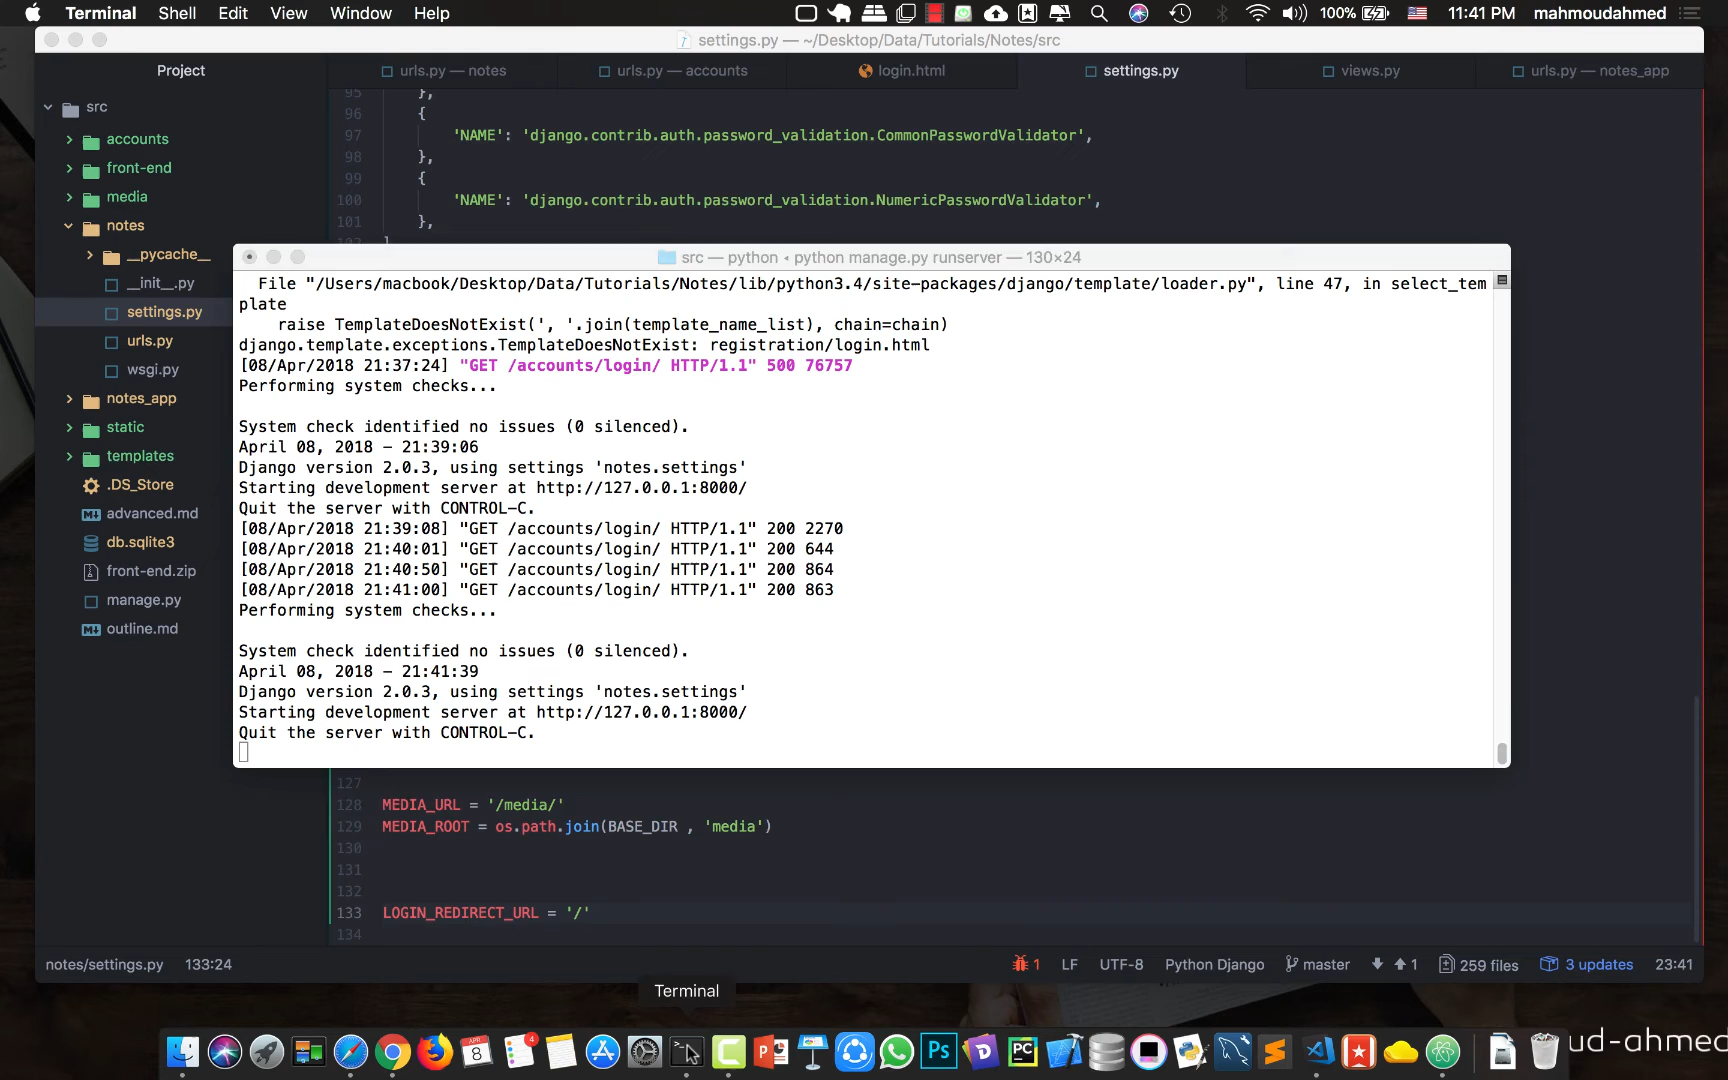 Terminal Shell Edit View Window Help 100% 11:41 PM mahmoudahmed
settings.py — ~/Desktop/Data/Tutorials/Notes/src
Project
urls.py — notes
urls.py — accounts
login.html
settings.py
views.py
urls.py — notes_app
src
accounts
front-end
media
notes
__pycache__
__init__.py
settings.py
urls.py
wsgi.py
notes_app
static
templates
.DS_Store
advanced.md
db.sqlite3
front-end.zip
manage.py
outline.md
95 },
96 {
97 'NAME': 'django.contrib.auth.password_validation.CommonPasswordValidator',
98 },
99 {
100 'NAME': 'django.contrib.auth.password_validation.NumericPasswordValidator',
101 },
src — python ◂ python manage.py runserver — 130×24
File "/Users/macbook/Desktop/Data/Tutorials/Notes/lib/python3.4/site-packages/django/template/loader.py", line 47, in select_tem
plate
raise TemplateDoesNotExist(', '.join(template_name_list), chain=chain)
django.template.exceptions.TemplateDoesNotExist: registration/login.html
[08/Apr/2018 21:37:24] "GET /accounts/login/ HTTP/1.1" 500 76757
Performing system checks...
System check identified no issues (0 silenced).
April 08, 2018 - 21:39:06
Django version 2.0.3, using settings 'notes.settings'
Starting development server at http://127.0.0.1:8000/
Quit the server with CONTROL-C.
[08/Apr/2018 21:39:08] "GET /accounts/login/ HTTP/1.1" 200 2270
[08/Apr/2018 21:40:01] "GET /accounts/login/ HTTP/1.1" 200 644
[08/Apr/2018 21:40:50] "GET /accounts/login/ HTTP/1.1" 200 864
[08/Apr/2018 21:41:00] "GET /accounts/login/ HTTP/1.1" 200 863
Performing system checks...
System check identified no issues (0 silenced).
April 08, 2018 - 21:41:39
Django version 2.0.3, using settings 'notes.settings'
Starting development server at http://127.0.0.1:8000/
Quit the server with CONTROL-C.
127
128 MEDIA_URL = '/media/'
129 MEDIA_ROOT = os.path.join(BASE_DIR , 'media')
130
131
132
133 LOGIN_REDIRECT_URL = '/'
134
notes/settings.py 133:24 1 LF UTF-8 Python Django master 1 259 files 3 updates 23:41
Terminal
APR
8
4
Ps
D
PC
ud-ahmed